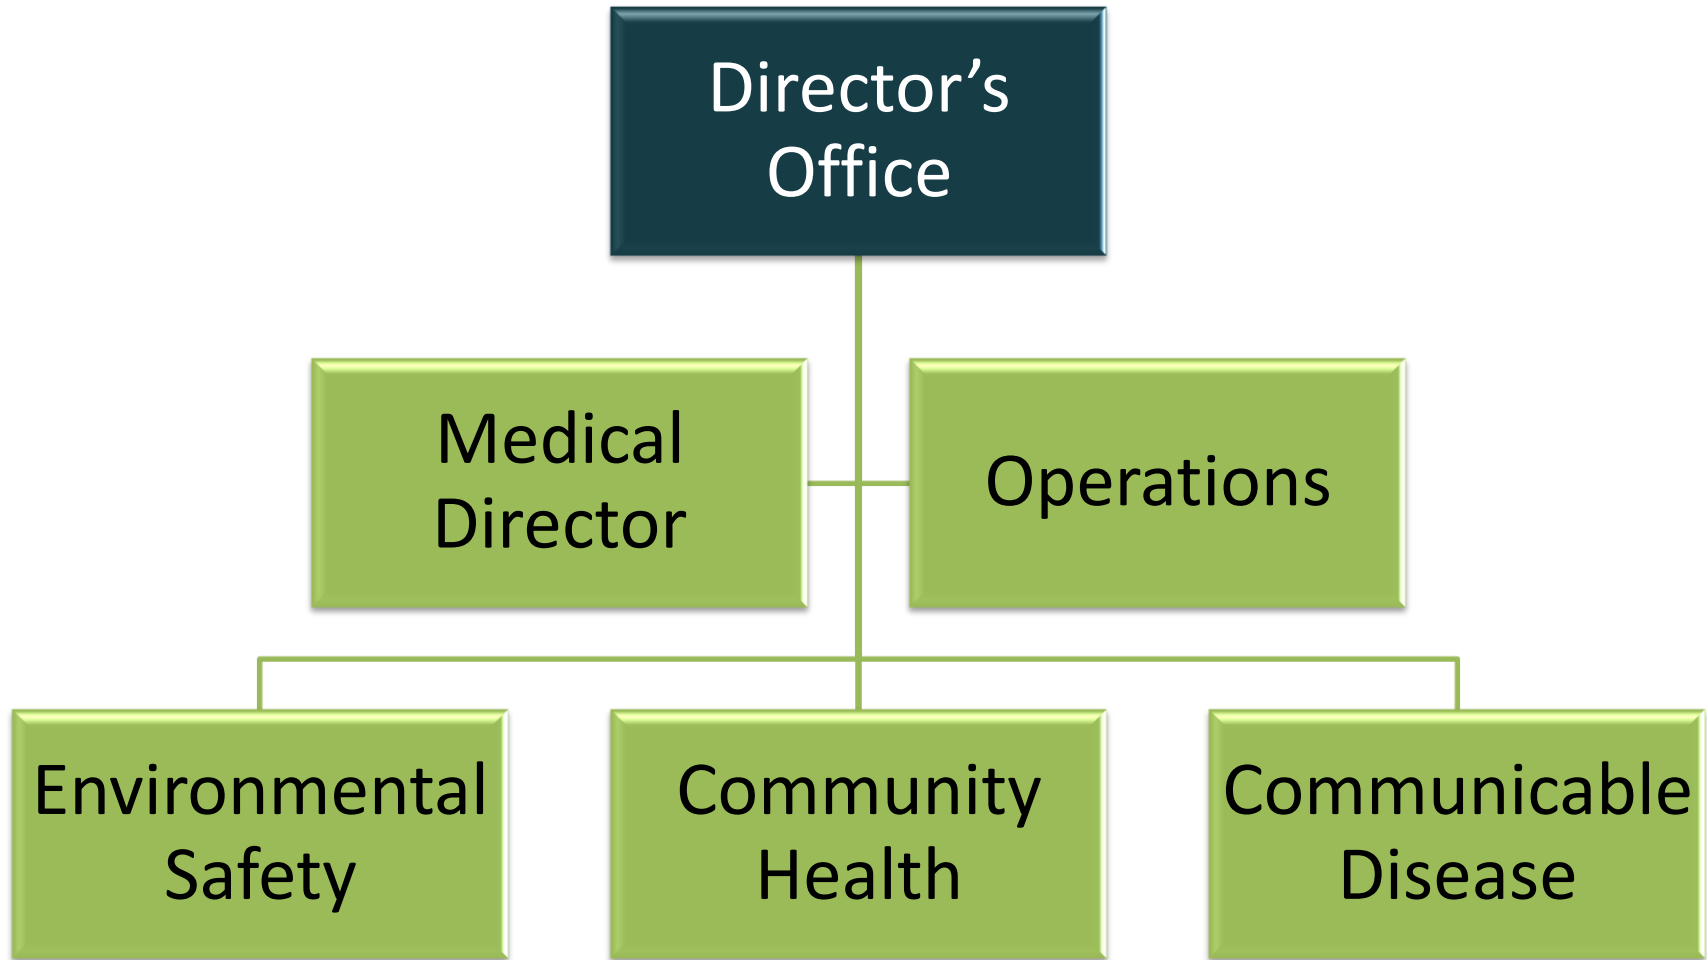 Director’s
Office
Medical
Director
Operations
Environmental
Safety
Community
Health
Communicable
Disease